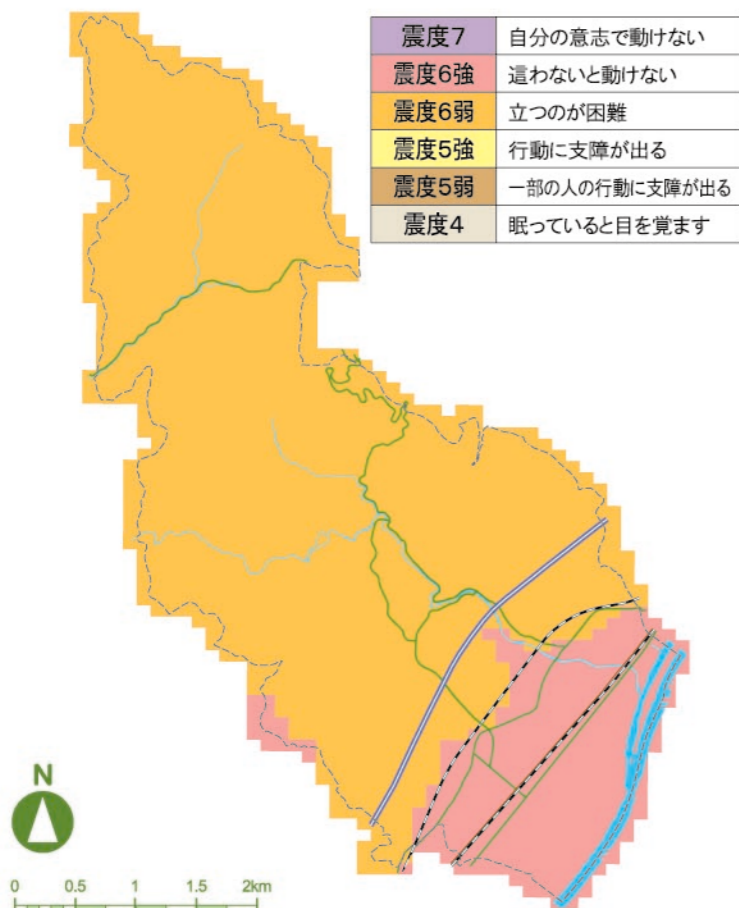 震度7 自分の意志で動けない
震度6強 這わないと動けない
震度6弱 立つのが困難
震度5強 行動に支障が出る
震度5弱 一部の人の行動に支障が出る
震度4 眠っていると目を覚ます
N
0 0.5 1 1.5 2km